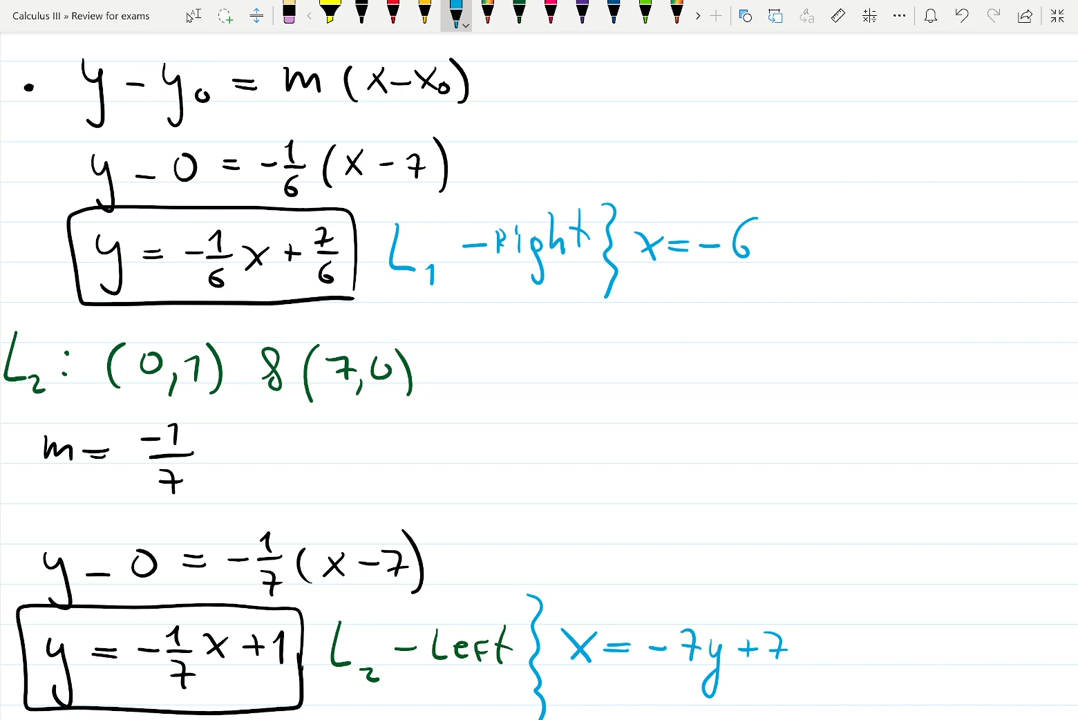 Calculus III » Review for exams
• y - y₀ = m (x-x₀)
y - 0 = -1/6 (x - 7)
y = -1/6 x + 7/6 L₁ - Right } x = -6
L₂ : (0,1) & (7,0)
m = -1/7
y - 0 = -1/7 (x - 7)
y = -1/7 x + 1 L₂ - Left } x = -7y + 7